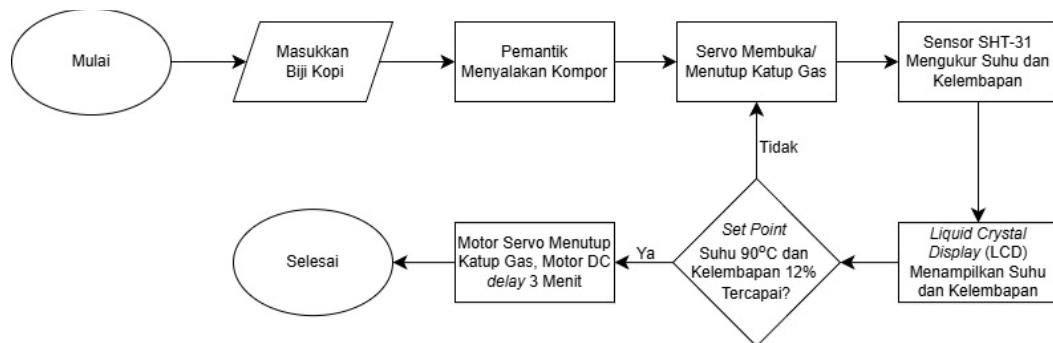 Mulai
Masukkan
Biji Kopi
Pemantik
Menyalakan Kompor
Servo Membuka/
Menutup Katup Gas
Sensor SHT-31
Mengukur Suhu dan
Kelembapan
Tidak
Liquid Crystal
Display (LCD)
Menampilkan Suhu
dan Kelembapan
Set Point
Suhu 90°C dan
Kelembapan 12%
Tercapai?
Ya
Motor Servo Menutup
Katup Gas, Motor DC
delay 3 Menit
Selesai